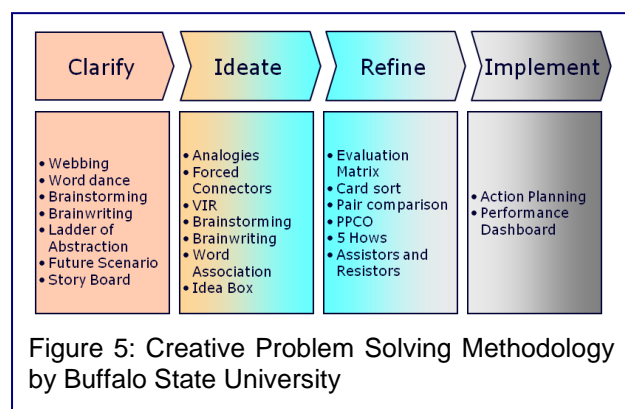 Clarify
Ideate
Refine
Implement
• Webbing
• Word dance
• Brainstorming
• Brainwriting
• Ladder of
Abstraction
• Future Scenario
• Story Board
• Analogies
• Forced
Connectors
• VIR
• Brainstorming
• Brainwriting
• Word
Association
• Idea Box
• Evaluation
Matrix
• Card sort
• Pair comparison
• PPCO
• 5 Hows
• Assistors and
Resistors
• Action Planning
• Performance
Dashboard
Figure 5: Creative Problem Solving Methodology
by Buffalo State University